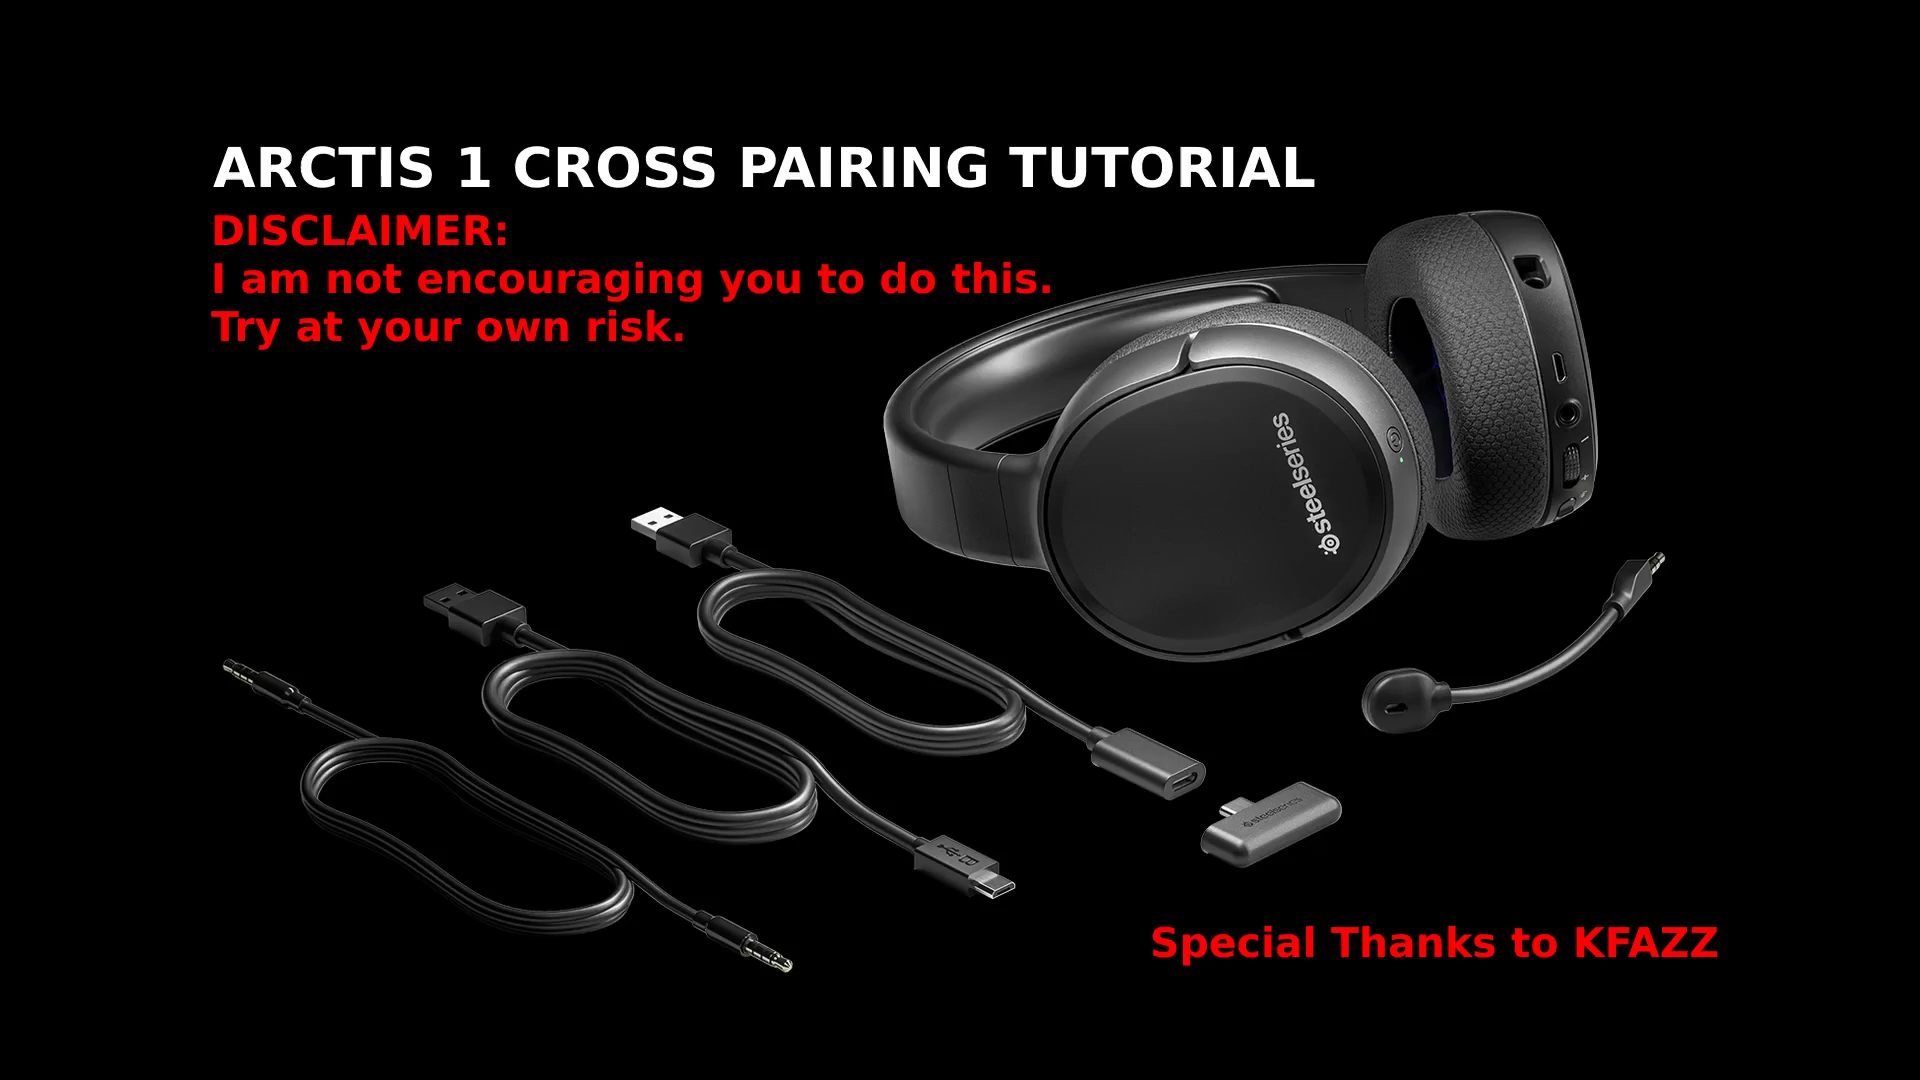 ARCTIS 1 CROSS PAIRING TUTORIAL
DISCLAIMER:
I am not encouraging you to do this.
Try at your own risk.
steelseries
steelseries
Special Thanks to KFAZZ